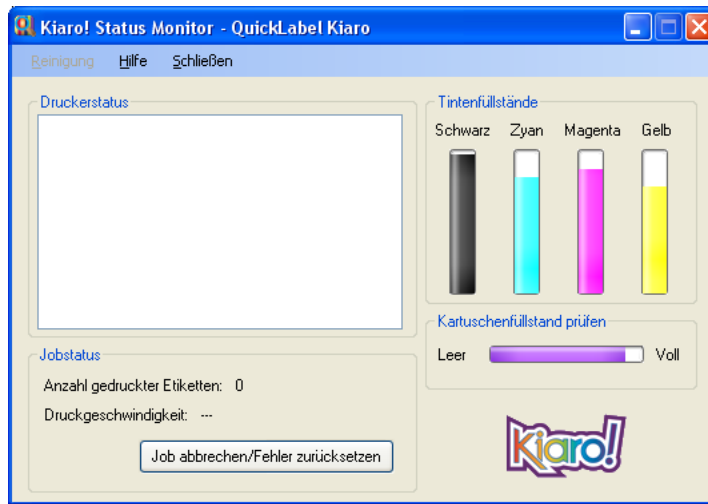 Kiaro! Status Monitor - QuickLabel Kiaro
Reinigung Hilfe Schließen
Druckerstatus
Jobstatus
Anzahl gedruckter Etiketten: 0
Druckgeschwindigkeit: ---
Job abbrechen/Fehler zurücksetzen
Tintenfüllstände
Schwarz Zyan Magenta Gelb
Kartuschenfüllstand prüfen
Leer Voll
Kiaro!